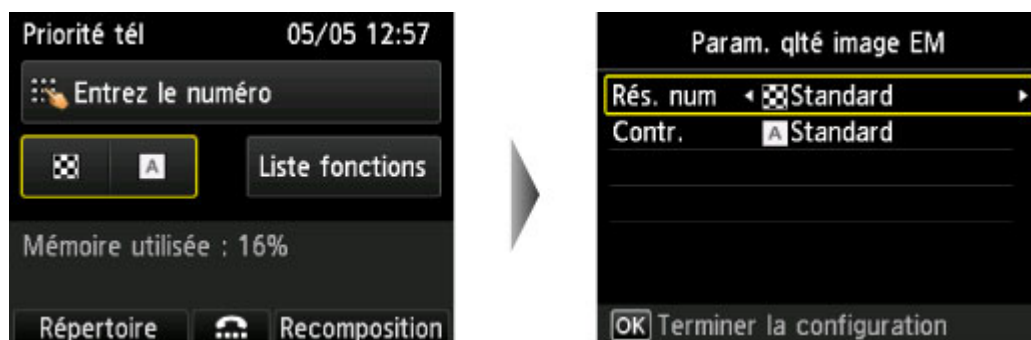 Priorité tél 05/05 12:57
Entrez le numéro
A Liste fonctions
Mémoire utilisée : 16%
Répertoire Recomposition
Param. qlté image EM
Rés. num Standard
Contr. A Standard
OK Terminer la configuration